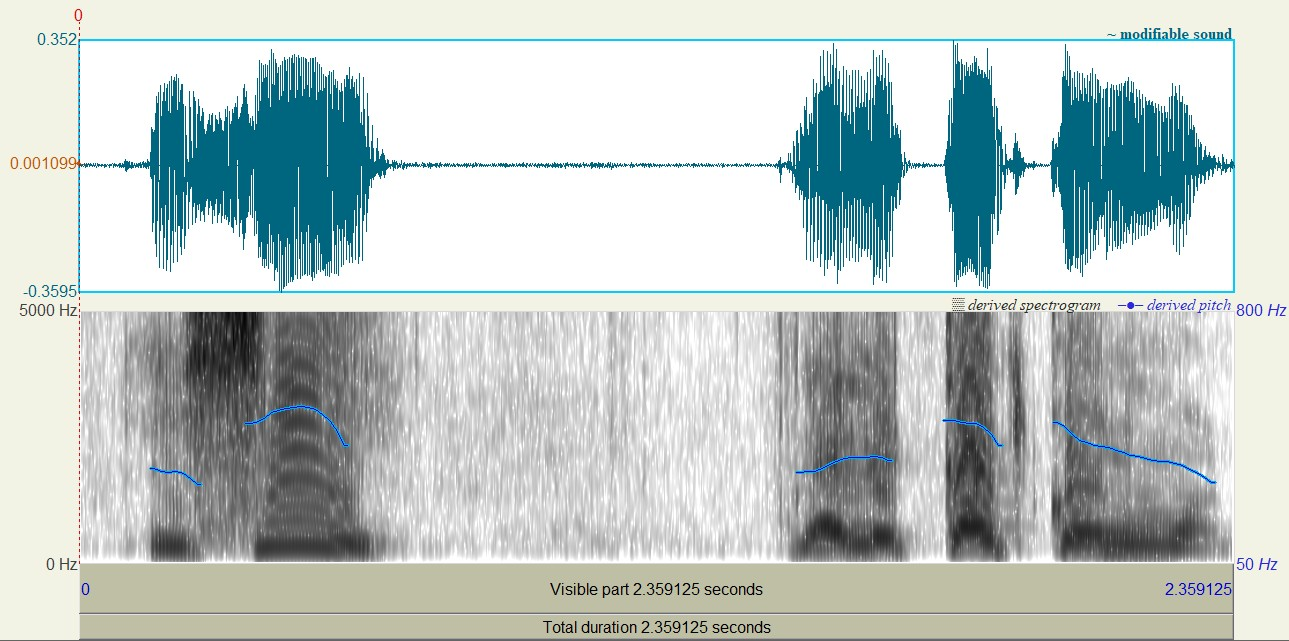 0
0.352
~ modifiable sound
0.001099
-0.3595
5000 Hz
derived spectrogram derived pitch 800 Hz
0 Hz
50 Hz
0 Visible part 2.359125 seconds 2.359125
Total duration 2.359125 seconds